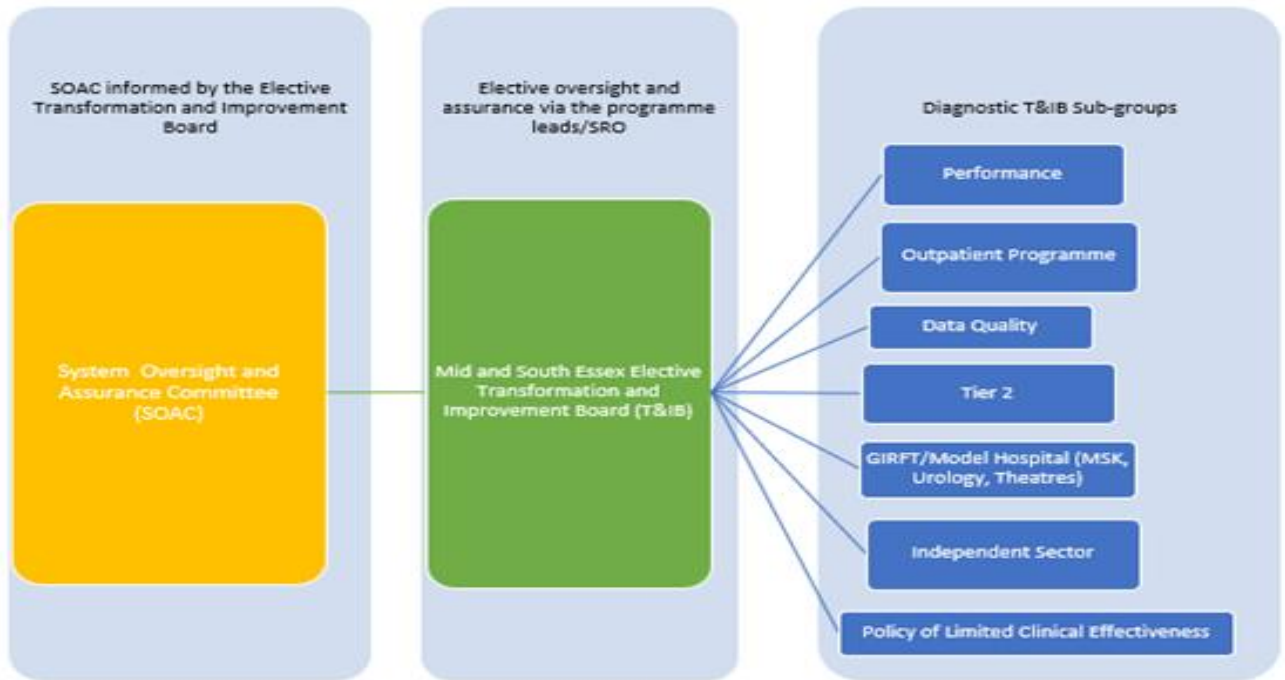 SOAC informed by the Elective
Transformation and Improvement
Board
System Oversight and
Assurance Committee
(SOAC)
Elective oversight and
assurance via the programme
leads/SRO
Mid and South Essex Elective
Transformation and
Improvement Board (T&IB)
Diagnostic T&IB Sub-groups
Performance
Outpatient Programme
Data Quality
Tier 2
GIRFT/Model Hospital (MSK,
Urology, Theatres)
Independent Sector
Policy of Limited Clinical Effectiveness